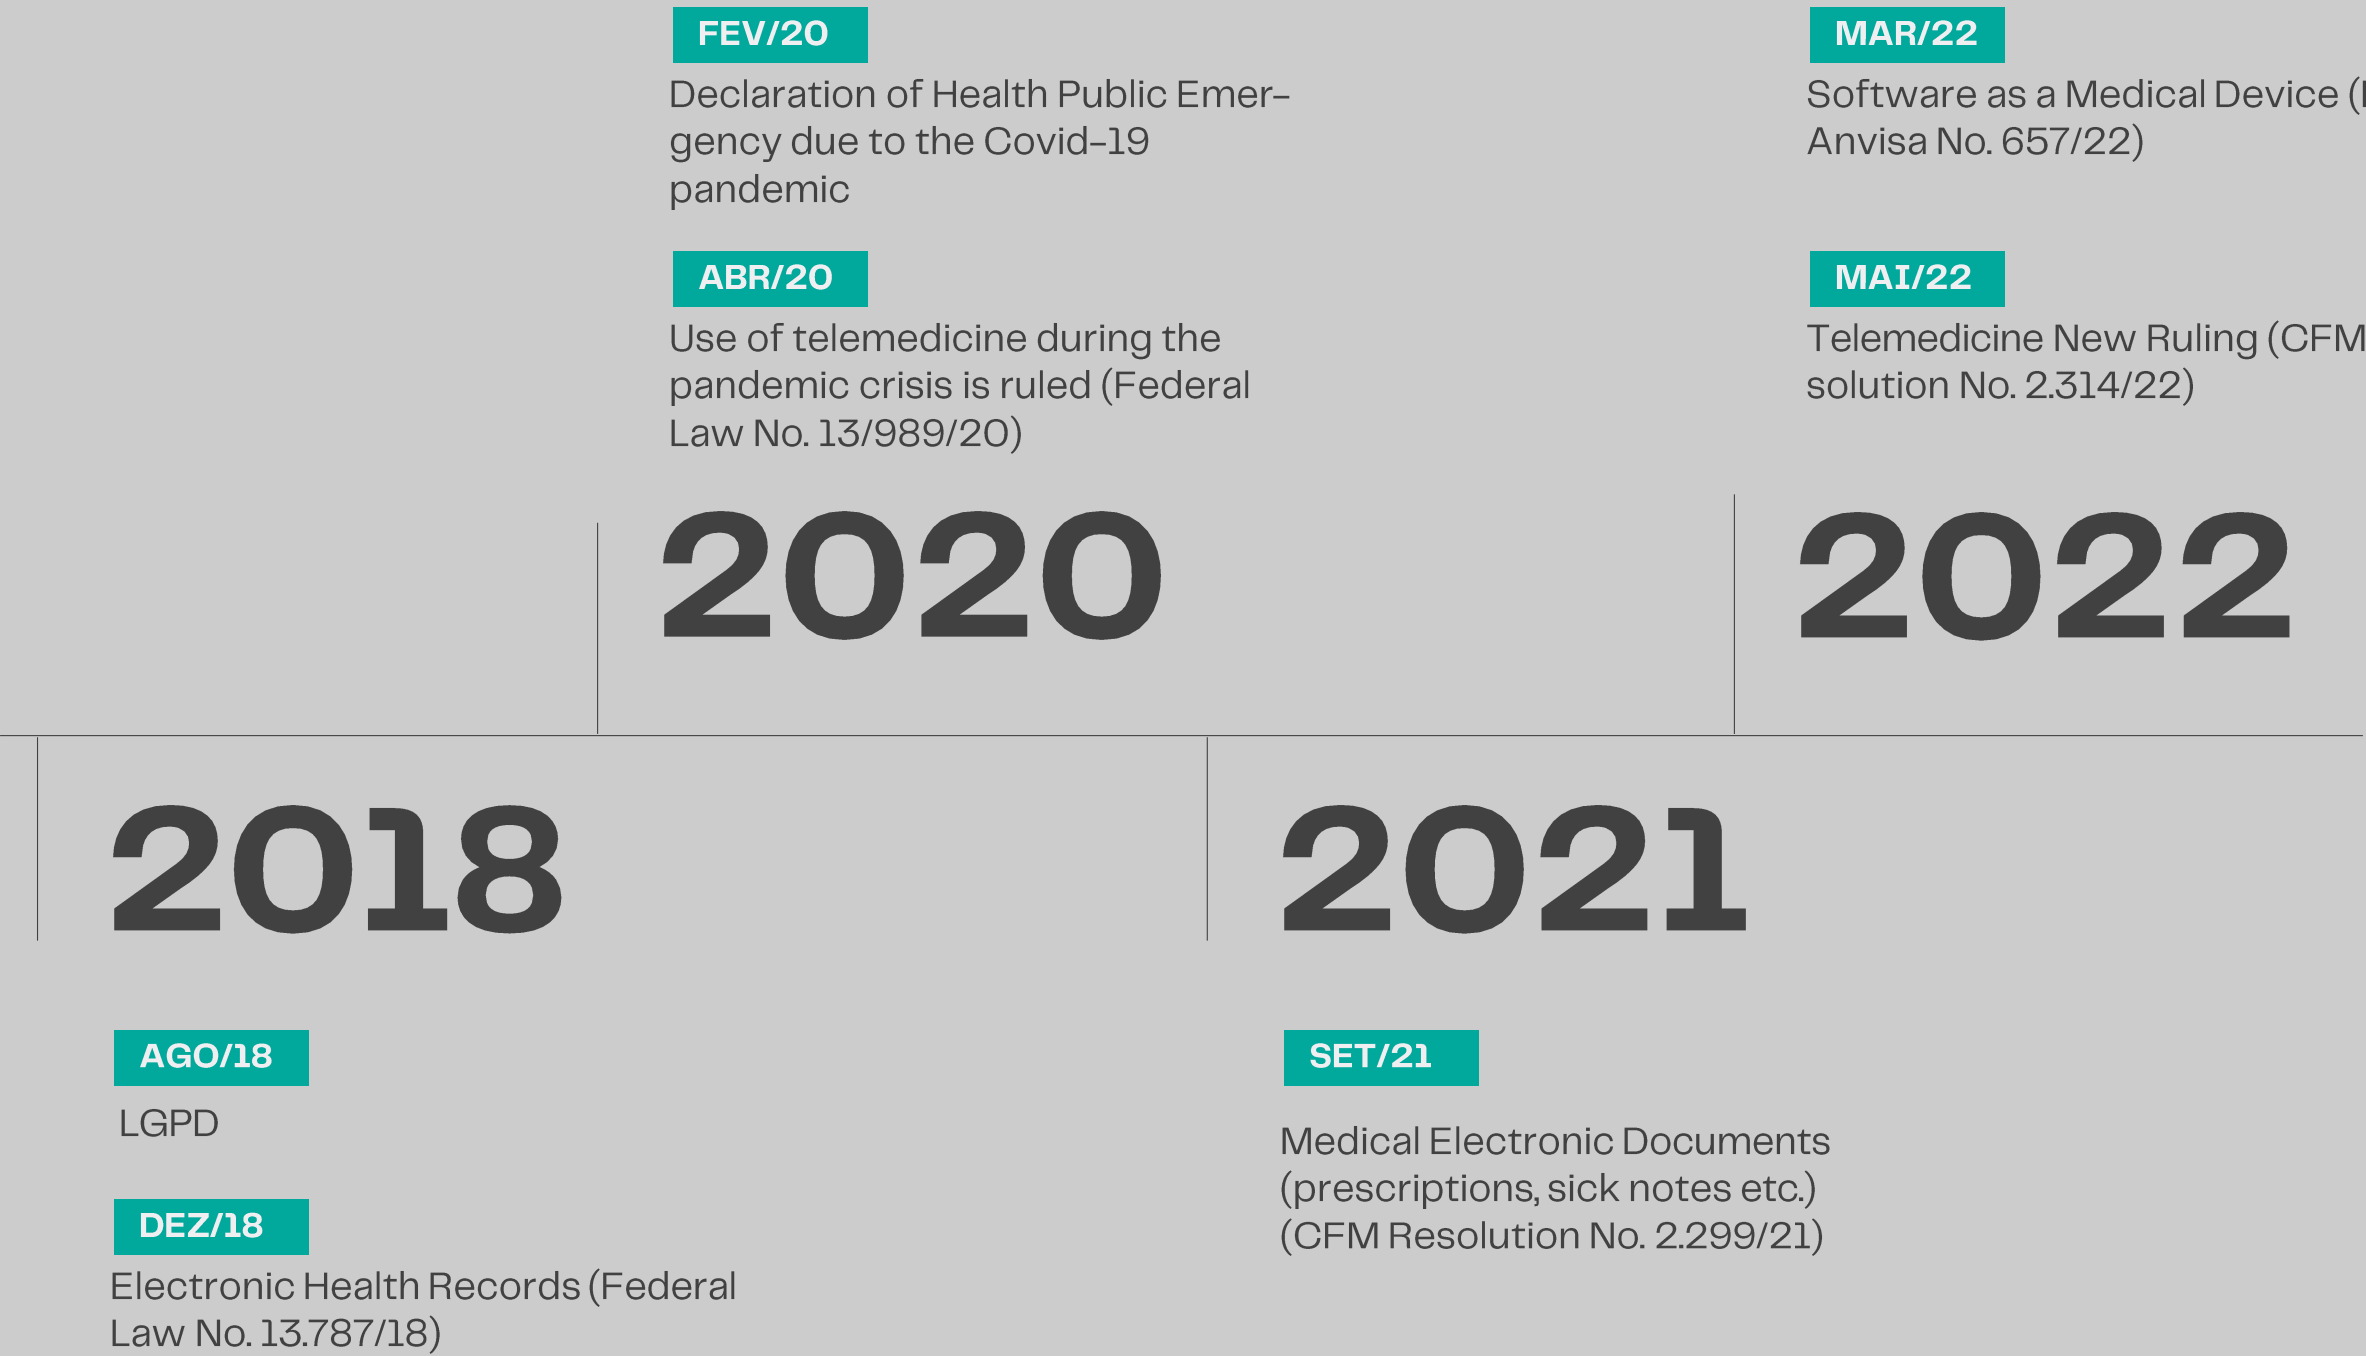 FEV/20
Declaration of Health Public Emer-
gency due to the Covid-19
pandemic
ABR/20
Use of telemedicine during the
pandemic crisis is ruled (Federal
Law No. 13/989/20)
2020
MAR/22
Software as a Medical Device (
Anvisa No. 657/22)
MAI/22
Telemedicine New Ruling (CFM
solution No. 2.314/22)
2022
2018
AGO/18
LGPD
DEZ/18
Electronic Health Records (Federal
Law No. 13.787/18)
2021
SET/21
Medical Electronic Documents
(prescriptions, sick notes etc.)
(CFM Resolution No. 2.299/21)